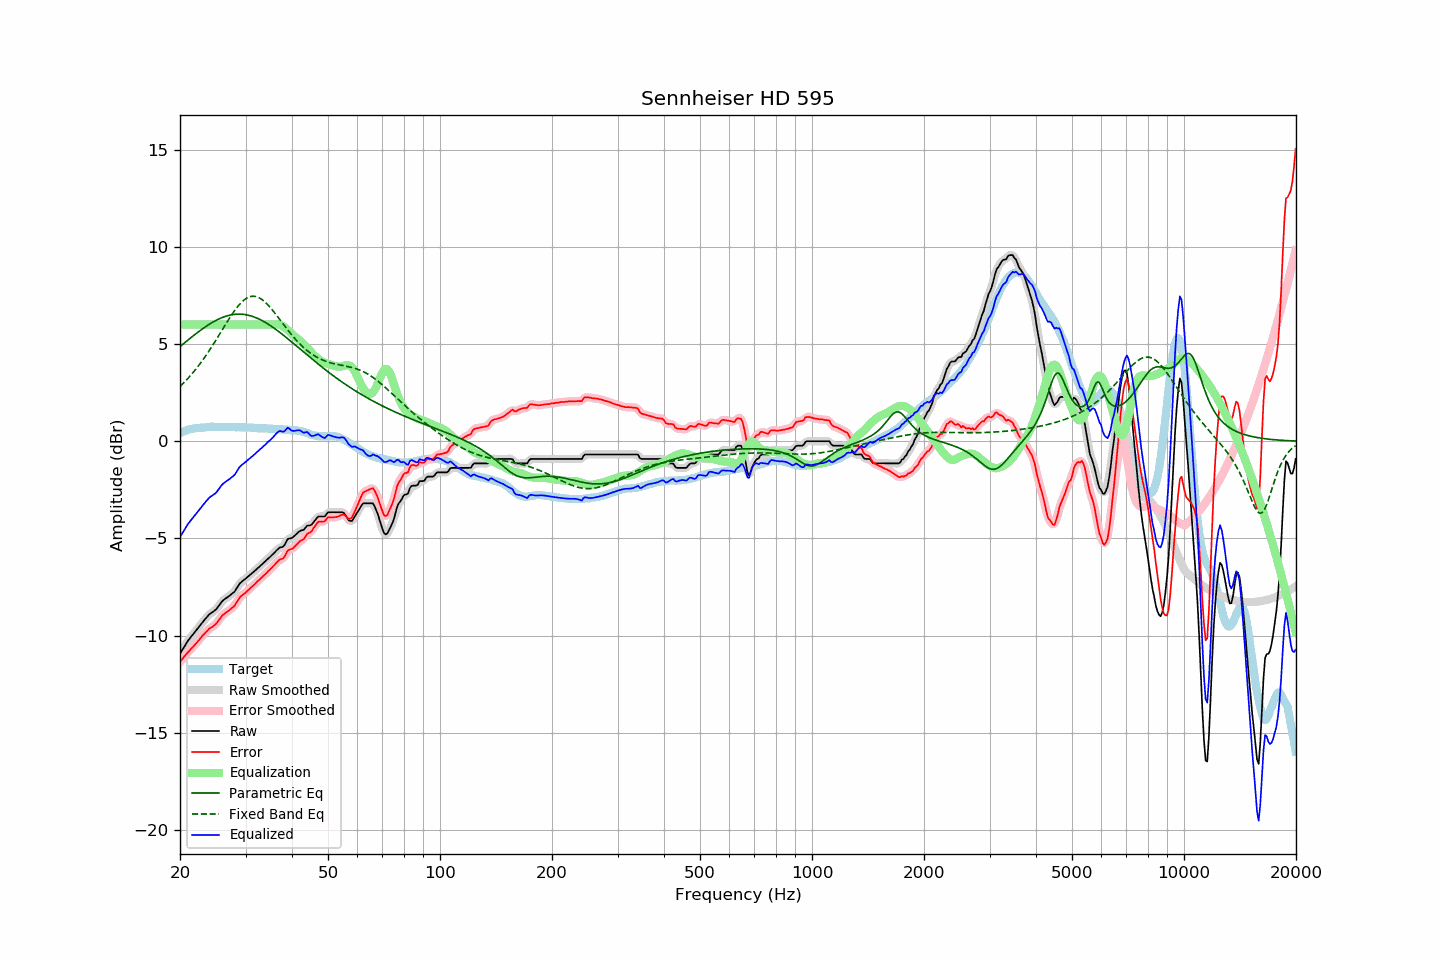 Sennheiser HD 595
Amplitude (dBr)
15
10
5
0
−5
−10
−15
−20
Target
Raw Smoothed
Error Smoothed
Raw
Error
Equalization
Parametric Eq
Fixed Band Eq
Equalized
20 50 100 200 500 1000 2000 5000 10000 20000
Frequency (Hz)